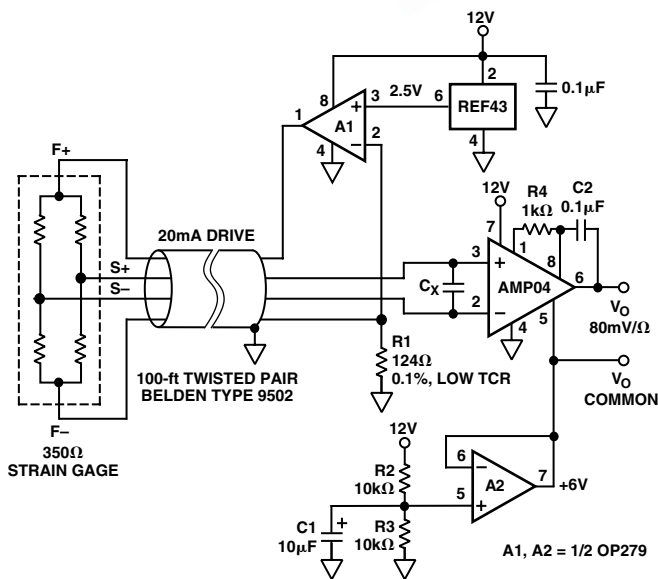 12V
2
8
3
2.5V
6
REF43
0.1μF
1
A1
+
−
2
4
4
F+
20mA DRIVE
S+
S−
12V
R4
1kΩ
C2
0.1μF
7
1
8
3
+
CX
AMP04
6
2
−
5
4
VO
80mV/Ω
R1
124Ω
0.1%, LOW TCR
VO
COMMON
100-ft TWISTED PAIR
BELDEN TYPE 9502
F−
350Ω
STRAIN GAGE
12V
R2
10kΩ
6
−
A2
7
+6V
5
+
C1
10μF
+
R3
10kΩ
A1, A2 = 1/2 OP279